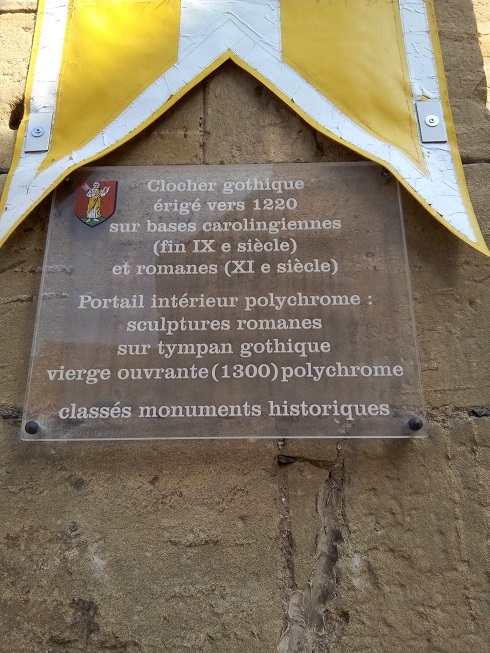 Clocher gothique
érigé vers 1220
sur bases carolingiennes
(fin IX e siècle)
et romanes (XI e siècle)
Portail intérieur polychrome :
sculptures romanes
sur tympan gothique
vierge ouvrante (1300) polychrome
classés monuments historiques